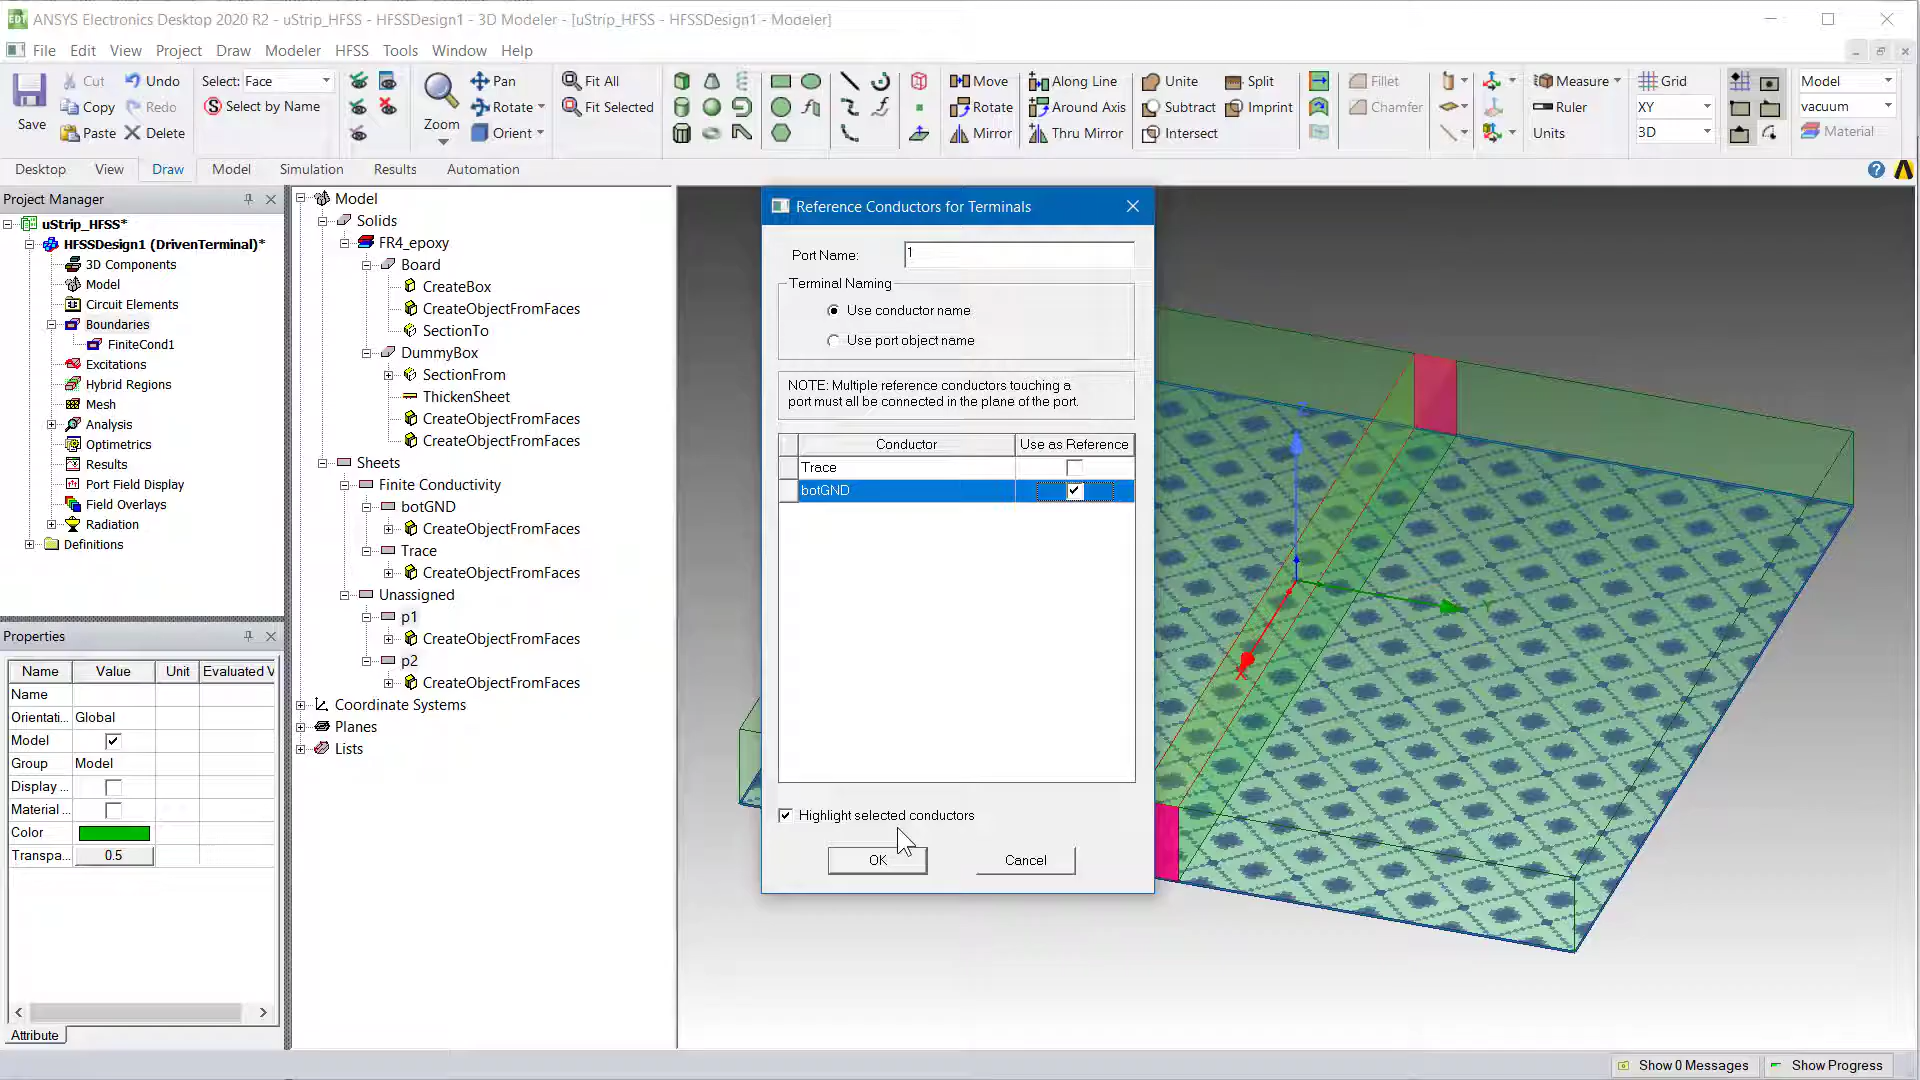 ANSYS Electronics Desktop 2020 R2 - uStrip_HFSS - HFSSDesign1 - 3D Modeler - [uStrip_HFSS - HFSSDesign1 - Modeler]
File Edit View Project Draw Modeler HFSS Tools Window Help
Save
Cut
Copy
Paste
Undo
Redo
Delete
Select: Face
Select by Name
Zoom
Pan
Rotate
Orient
Fit All
Fit Selected
Move
Rotate
Mirror
Along Line
Around Axis
Thru Mirror
Unite
Subtract
Intersect
Split
Imprint
Fillet
Chamfer
Measure
Ruler
Units
Grid
XY
3D
Model
vacuum
Material
Desktop View Draw Model Simulation Results Automation
Project Manager
uStrip_HFSS*
HFSSDesign1 (DrivenTerminal)*
3D Components
Model
Circuit Elements
Boundaries
FiniteCond1
Excitations
Hybrid Regions
Mesh
Analysis
Optimetrics
Results
Port Field Display
Field Overlays
Radiation
Definitions
Properties
Name Value Unit Evaluated V
Name
Orientati... Global
Model
Group Model
Display
Material ...
Color
Transpa... 0.5
Attribute
Model
Solids
FR4_epoxy
Board
CreateBox
CreateObjectFromFaces
SectionTo
DummyBox
SectionFrom
ThickenSheet
CreateObjectFromFaces
CreateObjectFromFaces
Sheets
Finite Conductivity
botGND
CreateObjectFromFaces
Trace
CreateObjectFromFaces
Unassigned
p1
CreateObjectFromFaces
p2
CreateObjectFromFaces
Coordinate Systems
Planes
Lists
Reference Conductors for Terminals
Port Name: 1
Terminal Naming
Use conductor name
Use port object name
NOTE: Multiple reference conductors touching a
port must all be connected in the plane of the port.
Conductor Use as Reference
Trace
botGND
Highlight selected conductors
OK Cancel
Z
Y
X
Show 0 Messages Show Progress